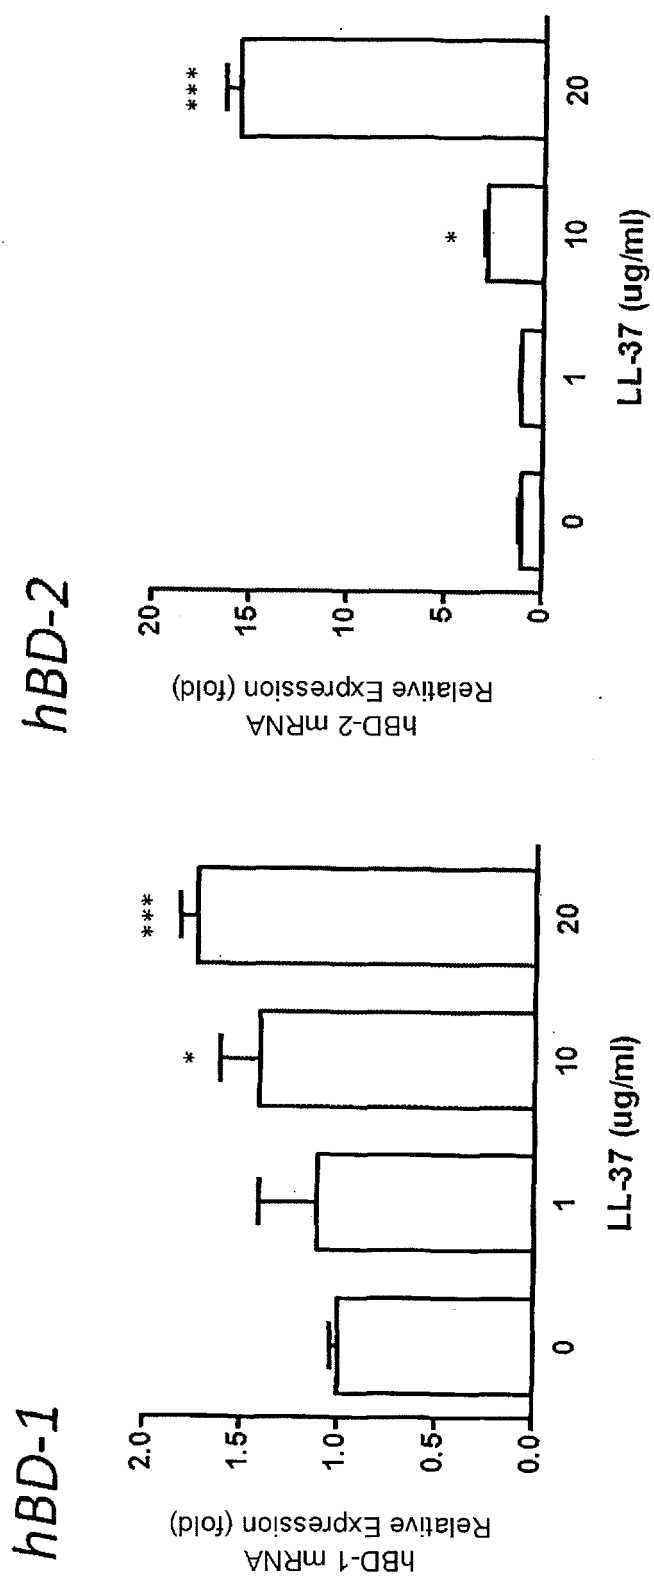 hBD-1
hBD-1 mRNA
Relative Expression (fold)
2.0
1.5
1.0
0.5
0.0
*
***
0
1
10
20
LL-37 (ug/ml)
hBD-2
hBD-2 mRNA
Relative Expression (fold)
20
15
10
5
0
*
***
0
1
10
20
LL-37 (ug/ml)